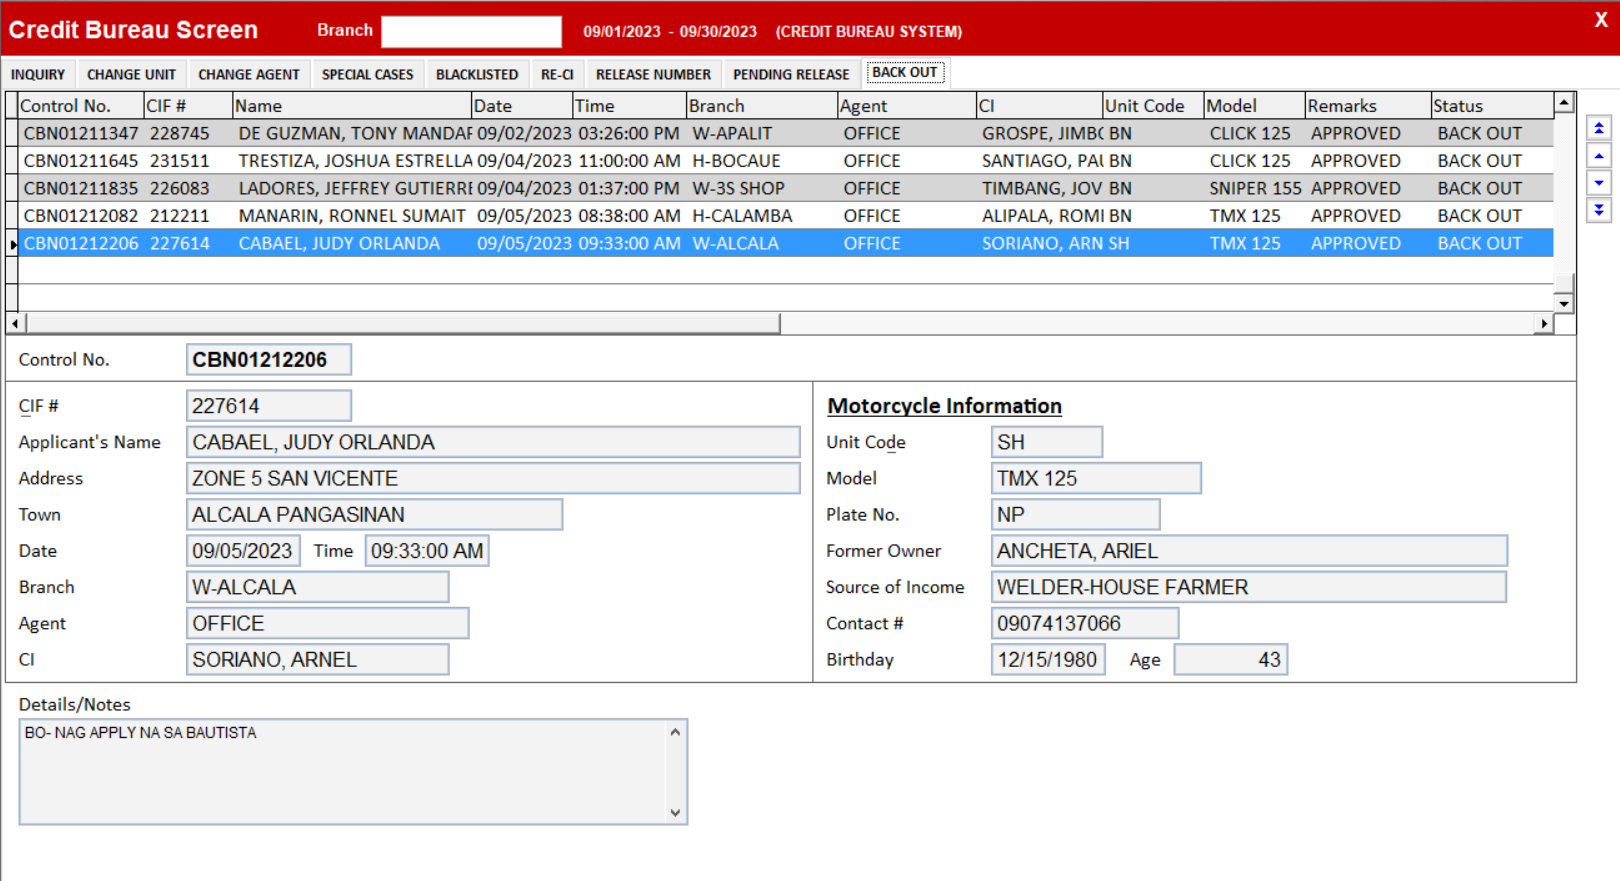 Credit Bureau Screen Branch 09/01/2023 - 09/30/2023 (CREDIT BUREAU SYSTEM) X
INQUIRY CHANGE UNIT CHANGE AGENT SPECIAL CASES BLACKLISTED RE-CI RELEASE NUMBER PENDING RELEASE BACK OUT
Control No. CIF # Name Date Time Branch Agent CI Unit Code Model Remarks Status
CBN01211347 228745 DE GUZMAN, TONY MANDAF 09/02/2023 03:26:00 PM W-APALIT OFFICE GROSPE, JIMBO BN CLICK 125 APPROVED BACK OUT
CBN01211645 231511 TRESTIZA, JOSHUA ESTRELLA 09/04/2023 11:00:00 AM H-BOCAUE OFFICE SANTIAGO, PAU BN CLICK 125 APPROVED BACK OUT
CBN01211835 226083 LADORES, JEFFREY GUTIERRE 09/04/2023 01:37:00 PM W-3S SHOP OFFICE TIMBANG, JOV BN SNIPER 155 APPROVED BACK OUT
CBN01212082 212211 MANARIN, RONNEL SUMAIT 09/05/2023 08:38:00 AM H-CALAMBA OFFICE ALIPALA, ROMI BN TMX 125 APPROVED BACK OUT
CBN01212206 227614 CABAEL, JUDY ORLANDA 09/05/2023 09:33:00 AM W-ALCALA OFFICE SORIANO, ARN SH TMX 125 APPROVED BACK OUT
Control No. CBN01212206
CIF # 227614
Applicant's Name CABAEL, JUDY ORLANDA
Address ZONE 5 SAN VICENTE
Town ALCALA PANGASINAN
Date 09/05/2023 Time 09:33:00 AM
Branch W-ALCALA
Agent OFFICE
CI SORIANO, ARNEL
Motorcycle Information
Unit Code SH
Model TMX 125
Plate No. NP
Former Owner ANCHETA, ARIEL
Source of Income WELDER-HOUSE FARMER
Contact # 09074137066
Birthday 12/15/1980 Age 43
Details/Notes
BO- NAG APPLY NA SA BAUTISTA